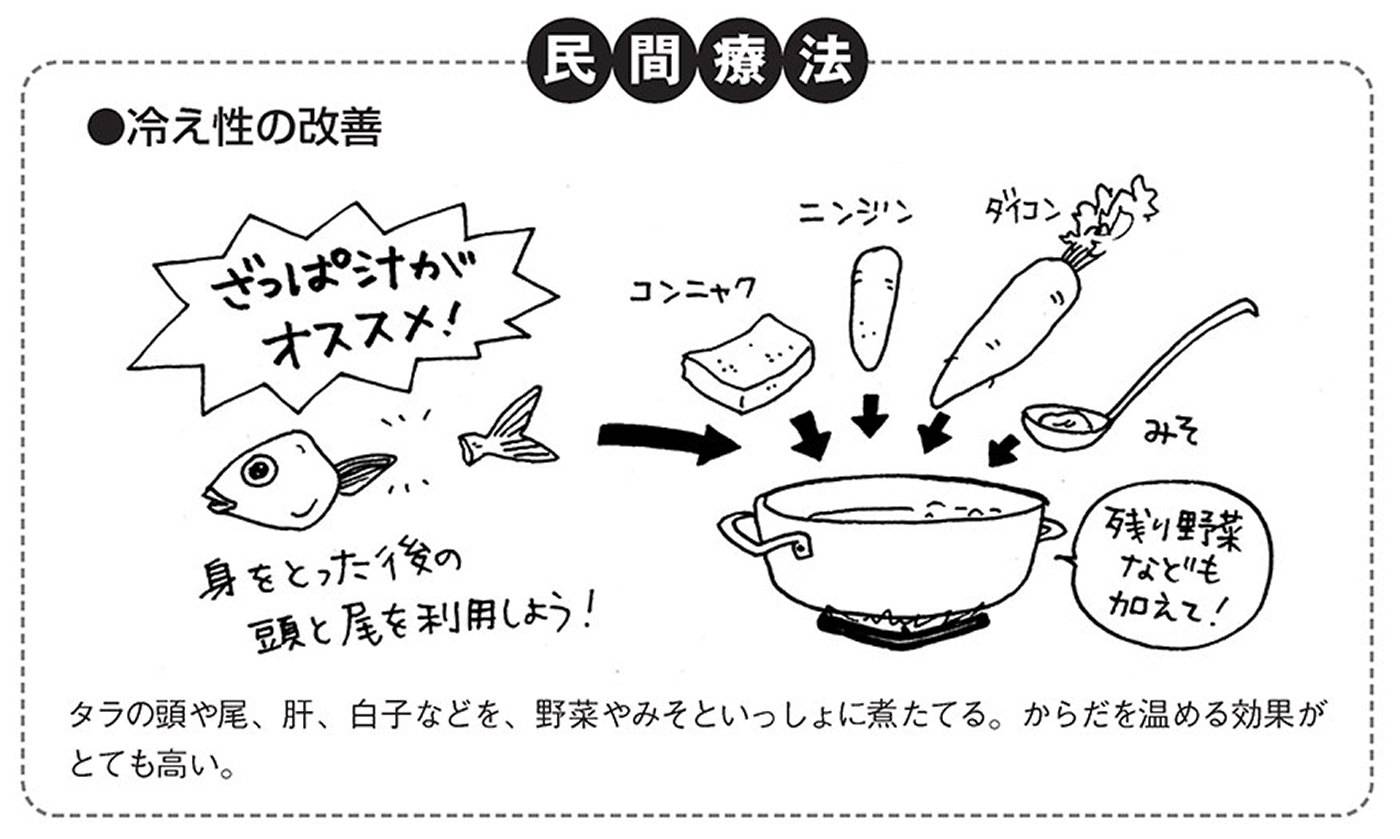 民間療法
●冷え性の改善
ざっぱ汁が
オススメ!
コンニャク
ニンジン
ダイコン
みそ
身をとった後の
頭と尾を利用しよう!
残り野菜
なども
加えて!
タラの頭や尾、肝、白子などを、野菜やみそといっしょに煮たてる。からだを温める効果が
とても高い。